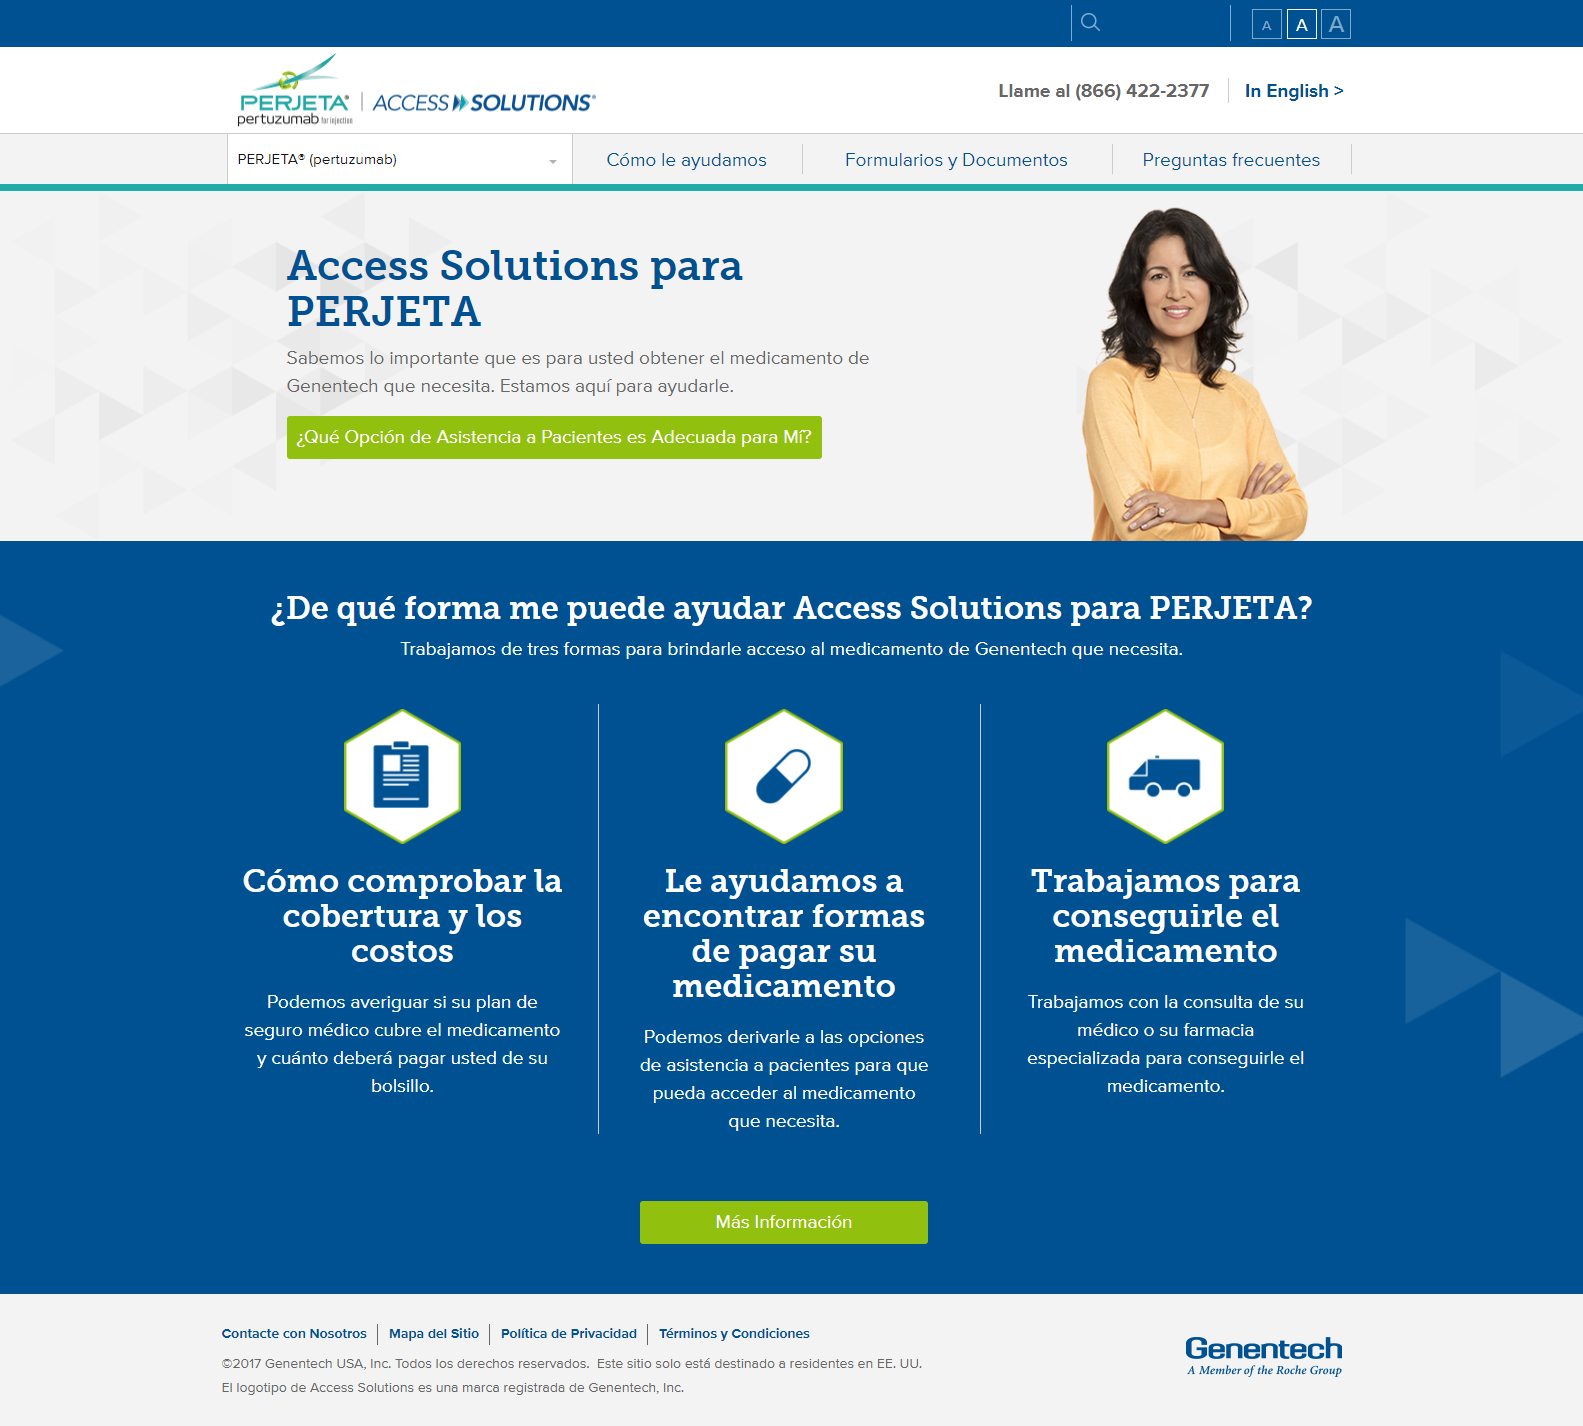 A A A
PERJETA®
pertuzumab for injection
ACCESS SOLUTIONS®
Llame al (866) 422-2377
In English >
PERJETA® (pertuzumab)
Cómo le ayudamos
Formularios y Documentos
Preguntas frecuentes
Access Solutions para
PERJETA
Sabemos lo importante que es para usted obtener el medicamento de
Genentech que necesita. Estamos aquí para ayudarle.
¿Qué Opción de Asistencia a Pacientes es Adecuada para Mí?
¿De qué forma me puede ayudar Access Solutions para PERJETA?
Trabajamos de tres formas para brindarle acceso al medicamento de Genentech que necesita.
Cómo comprobar la
cobertura y los
costos
Podemos averiguar si su plan de
seguro médico cubre el medicamento
y cuánto deberá pagar usted de su
bolsillo.
Le ayudamos a
encontrar formas
de pagar su
medicamento
Podemos derivarle a las opciones
de asistencia a pacientes para que
pueda acceder al medicamento
que necesita.
Trabajamos para
conseguirle el
medicamento
Trabajamos con la consulta de su
médico o su farmacia
especializada para conseguirle el
medicamento.
Más Información
Contacte con Nosotros
Mapa del Sitio
Política de Privacidad
Términos y Condiciones
©2017 Genentech USA, Inc. Todos los derechos reservados. Este sitio solo está destinado a residentes en EE. UU.
El logotipo de Access Solutions es una marca registrada de Genentech, Inc.
Genentech
A Member of the Roche Group